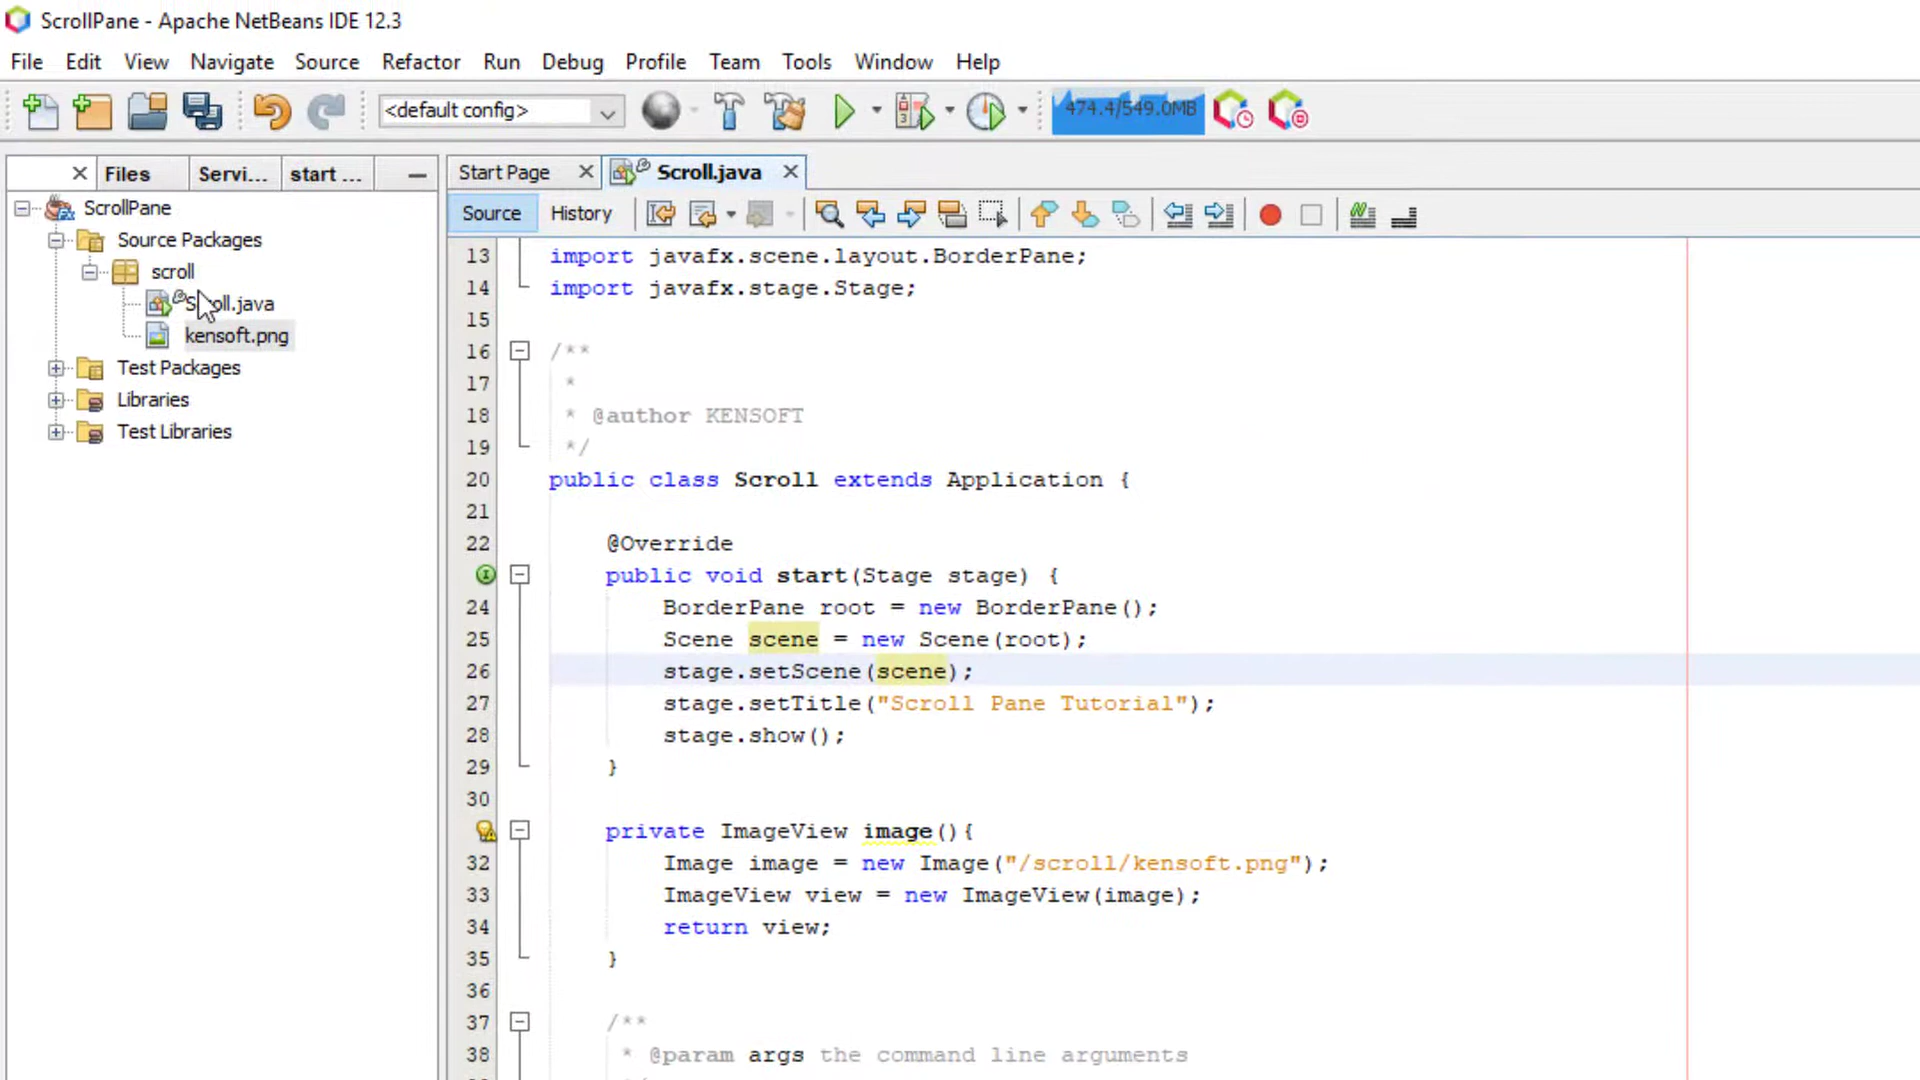 ScrollPane - Apache NetBeans IDE 12.3
File Edit View Navigate Source Refactor Run Debug Profile Team Tools Window Help
<default config> 474.4/549.0MB
Files Servi... start ... Start Page Scroll.java
Source History
ScrollPane
Source Packages
scroll
Scroll.java
kensoft.png
Test Packages
Libraries
Test Libraries
13 import javafx.scene.layout.BorderPane;
14 import javafx.stage.Stage;
15
16 /**
17 *
18 * @author KENSOFT
19 */
20 public class Scroll extends Application {
21
22 @Override
public void start(Stage stage) {
24 BorderPane root = new BorderPane();
25 Scene scene = new Scene(root);
26 stage.setScene(scene);
27 stage.setTitle("Scroll Pane Tutorial");
28 stage.show();
29 }
30
private ImageView image(){
32 Image image = new Image("/scroll/kensoft.png");
33 ImageView view = new ImageView(image);
34 return view;
35 }
36
37 /**
38 * @param args the command line arguments